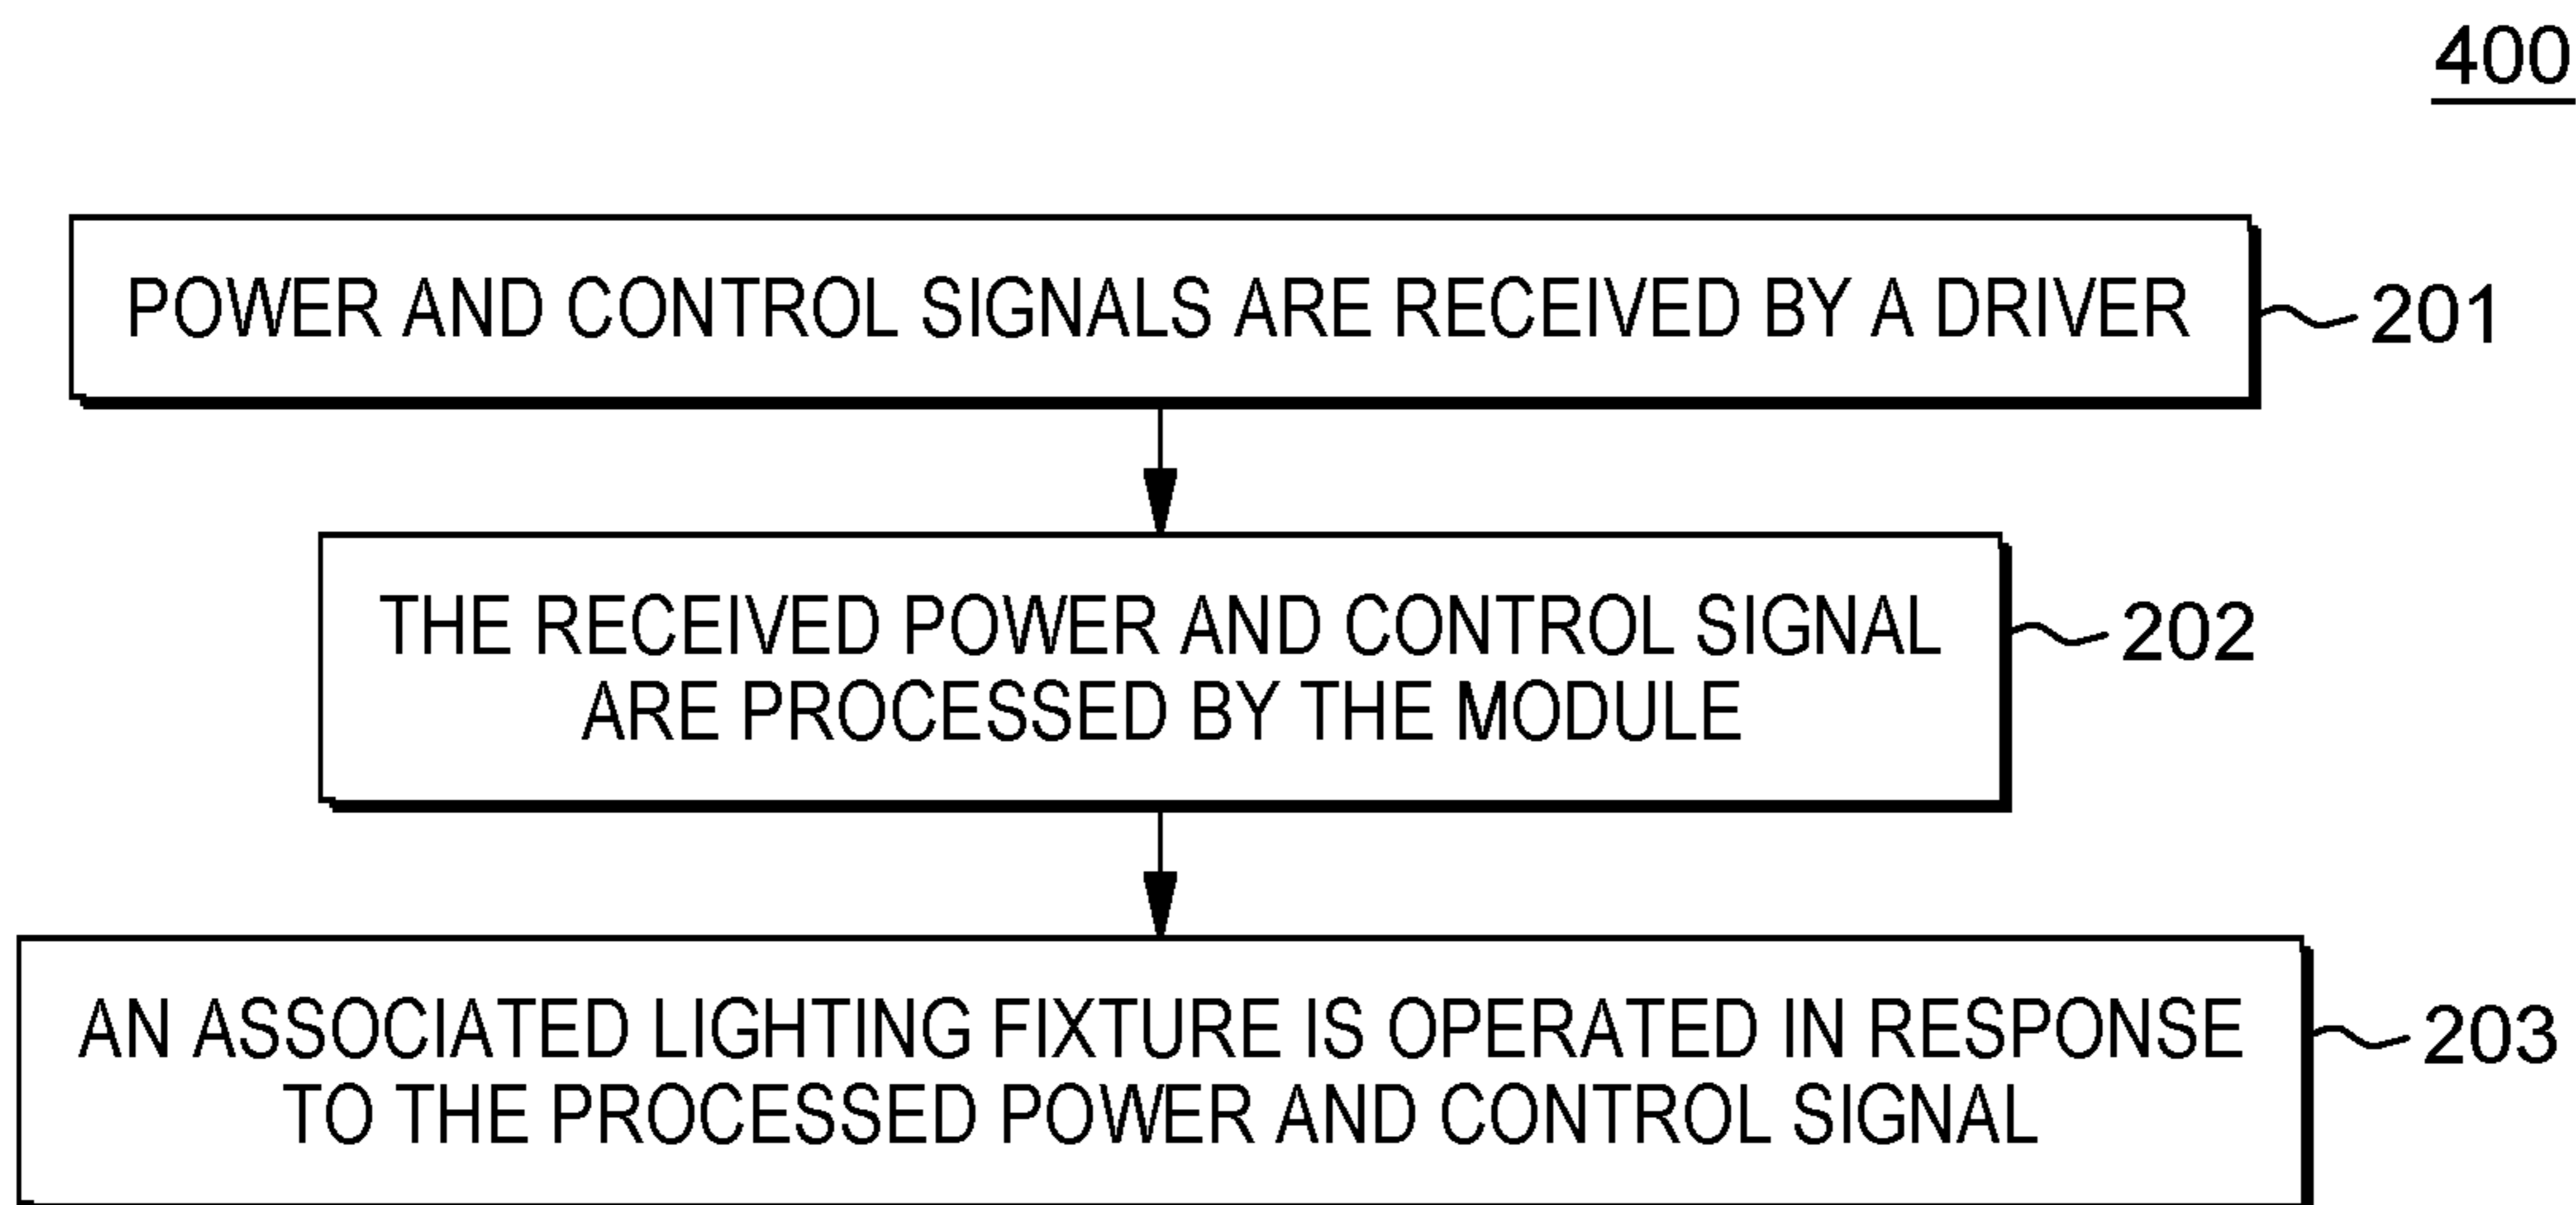 400
POWER AND CONTROL SIGNALS ARE RECEIVED BY A DRIVER
201
THE RECEIVED POWER AND CONTROL SIGNAL
ARE PROCESSED BY THE MODULE
202
AN ASSOCIATED LIGHTING FIXTURE IS OPERATED IN RESPONSE
TO THE PROCESSED POWER AND CONTROL SIGNAL
203